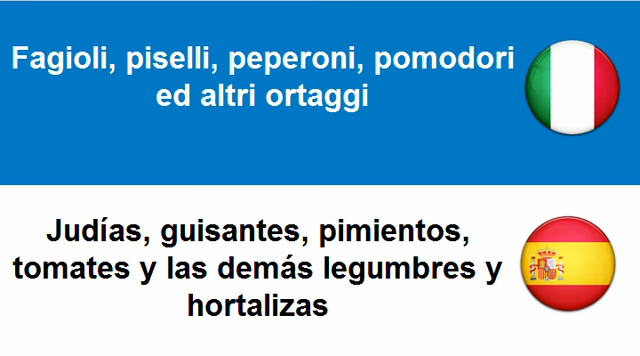 Fagioli, piselli, peperoni, pomodori
ed altri ortaggi
Judías, guisantes, pimientos,
tomates y las demás legumbres y
hortalizas